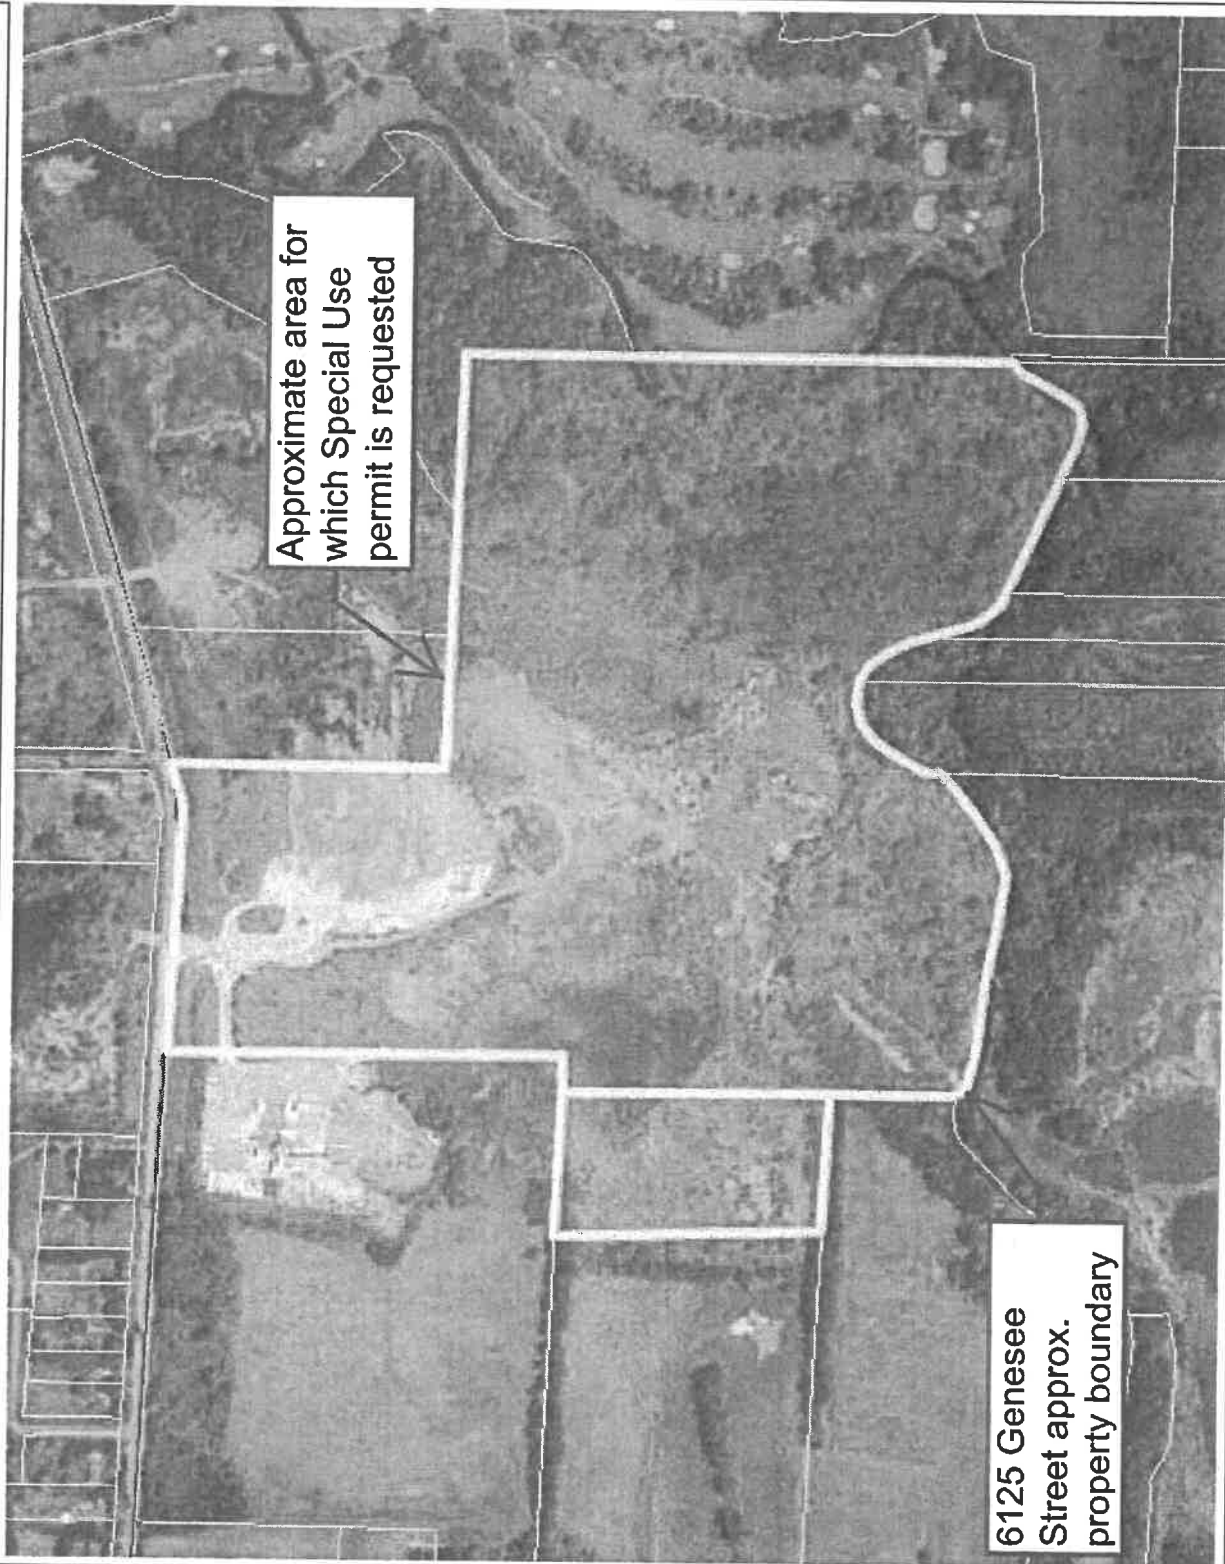 Approximate area for
which Special Use
permit is requested
6125 Genesee
Street approx.
property boundary